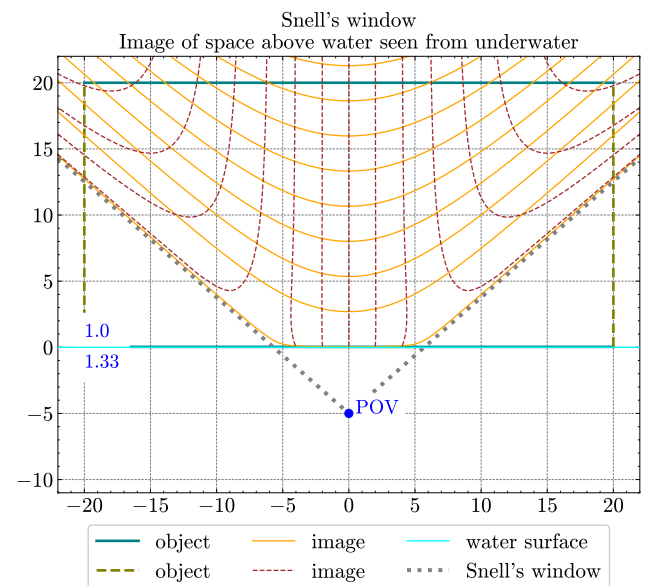 Snell's window
Image of space above water seen from underwater
20
15
10
5
0
−5
−10
1.0
1.33
POV
−20 −15 −10 −5 0 5 10 15 20
object image water surface
object image Snell's window